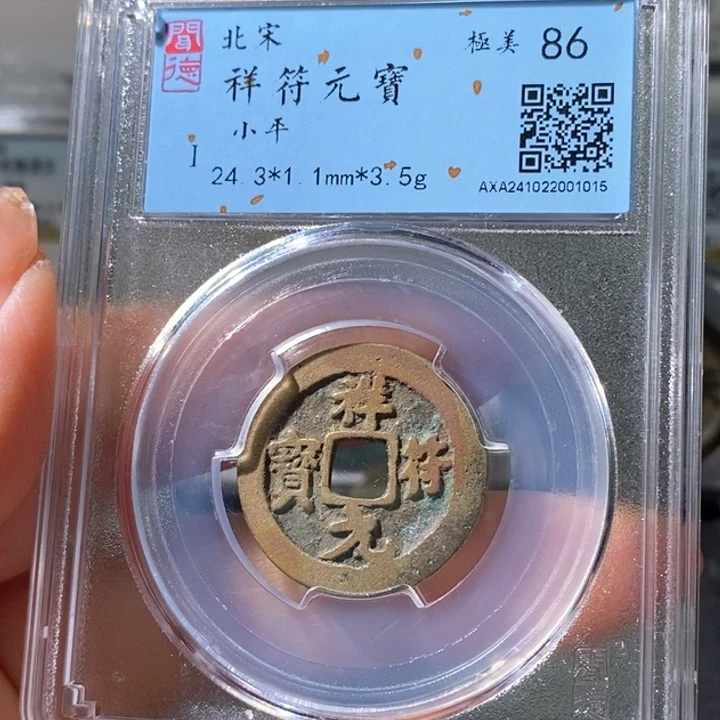 聞德
北宋
極美 86
祥符元寶
小平
I
24.3*1.1mm*3.5g
AXA241022001015
祥符元寶